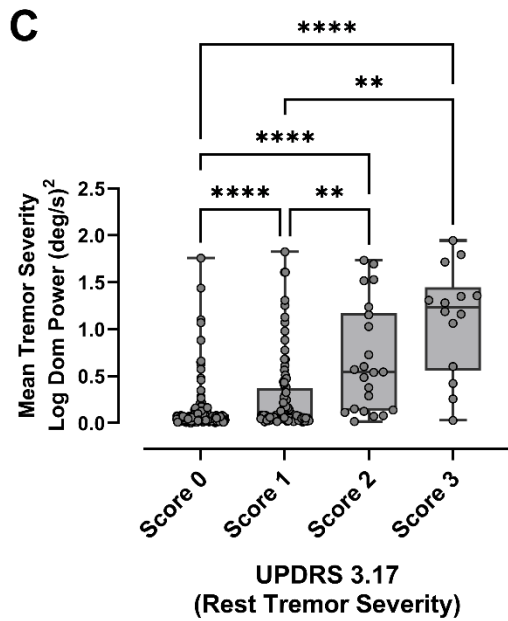 C
****
**
****
****
**
Mean Tremor Severity
Log Dom Power (deg/s)²
2.5
2.0
1.5
1.0
0.5
0.0
Score 0
Score 1
Score 2
Score 3
UPDRS 3.17
(Rest Tremor Severity)